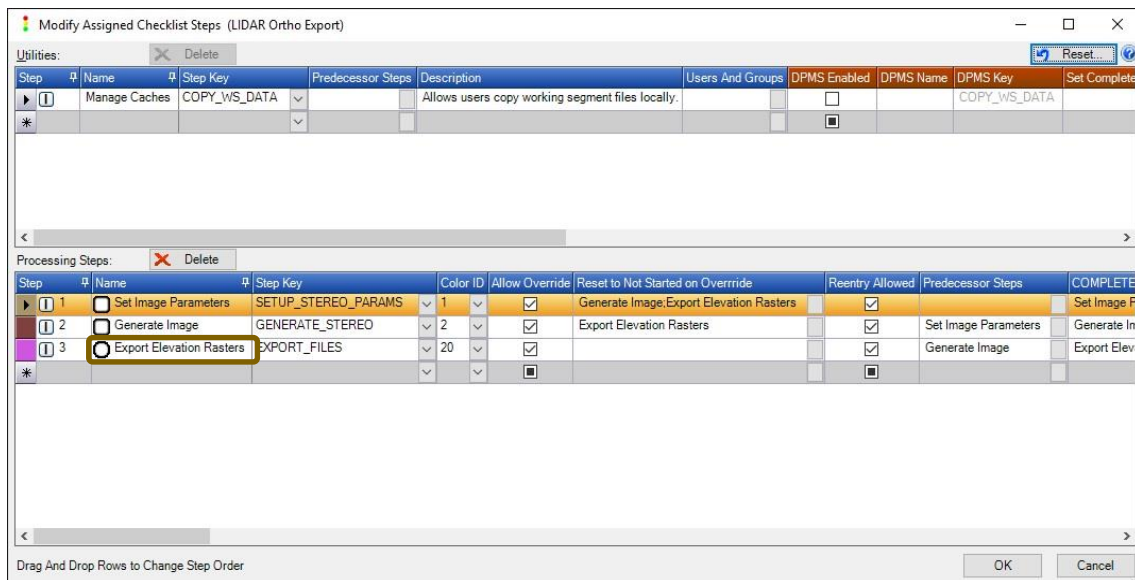 Modify Assigned Checklist Steps (LIDAR Ortho Export)
Utilities: Delete Reset...
Step Name Step Key Predecessor Steps Description Users And Groups DPMS Enabled DPMS Name DPMS Key Set Complete
Manage Caches COPY_WS_DATA Allows users copy working segment files locally. COPY_WS_DATA
Processing Steps: Delete
Step Name Step Key Color ID Allow Override Reset to Not Started on Overrride Reentry Allowed Predecessor Steps COMPLETE
1 Set Image Parameters SETUP_STEREO_PARAMS 1 Generate Image;Export Elevation Rasters Set Image P
2 Generate Image GENERATE_STEREO 2 Export Elevation Rasters Set Image Parameters Generate Im
3 Export Elevation Rasters EXPORT_FILES 20 Generate Image Export Elev
Drag And Drop Rows to Change Step Order OK Cancel